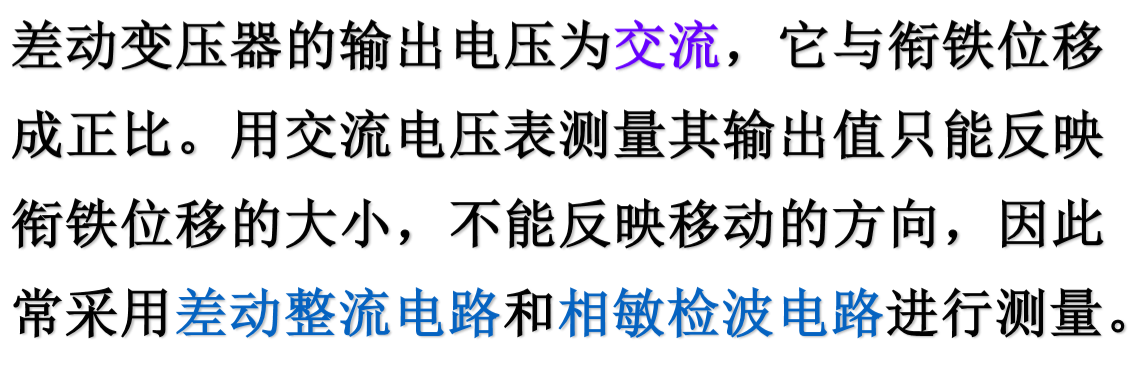 差动变压器的输出电压为交流，它与衔铁位移
成正比。用交流电压表测量其输出值只能反映
衔铁位移的大小，不能反映移动的方向，因此
常采用差动整流电路和相敏检波电路进行测量。